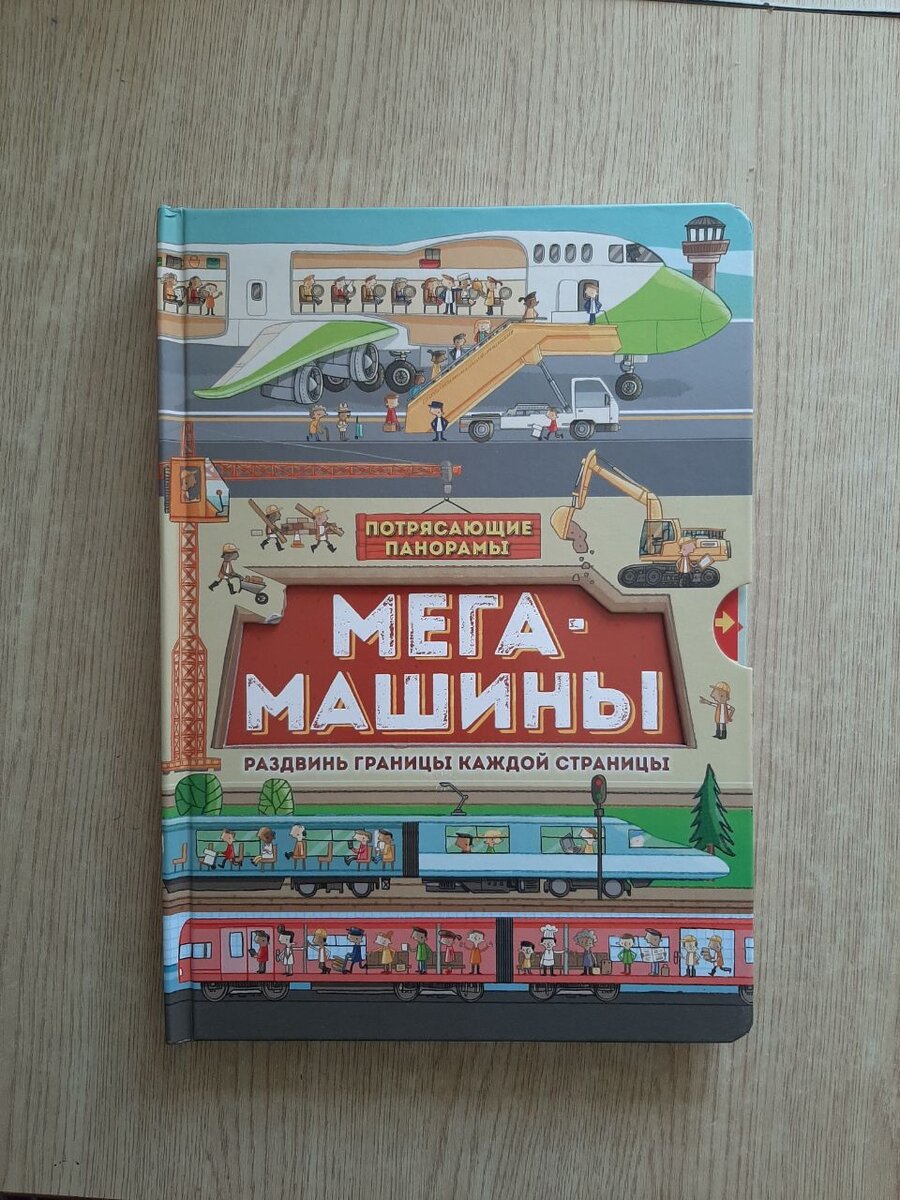 ПОТРЯСАЮЩИЕ
ПАНОРАМЫ
МЕГА-
МАШИНЫ
РАЗДВИНЬ ГРАНИЦЫ КАЖДОЙ СТРАНИЦЫ